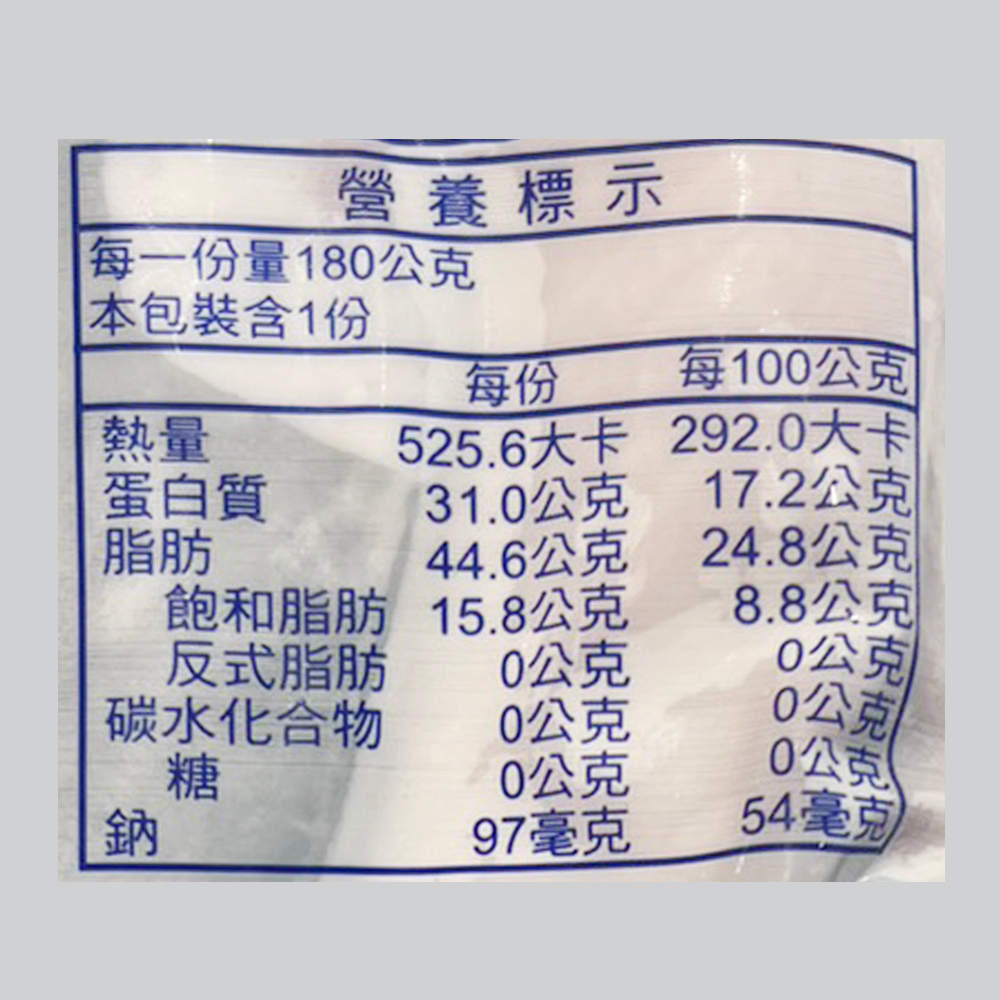 營養標示
每一份量180公克
本包裝含1份
每份 每100公克
熱量 525.6大卡 292.0大卡
蛋白質 31.0公克 17.2公克
脂肪 44.6公克 24.8公克
飽和脂肪 15.8公克 8.8公克
反式脂肪 0公克 0公克
碳水化合物 0公克 0公克
糖 0公克 0公克
鈉 97毫克 54毫克